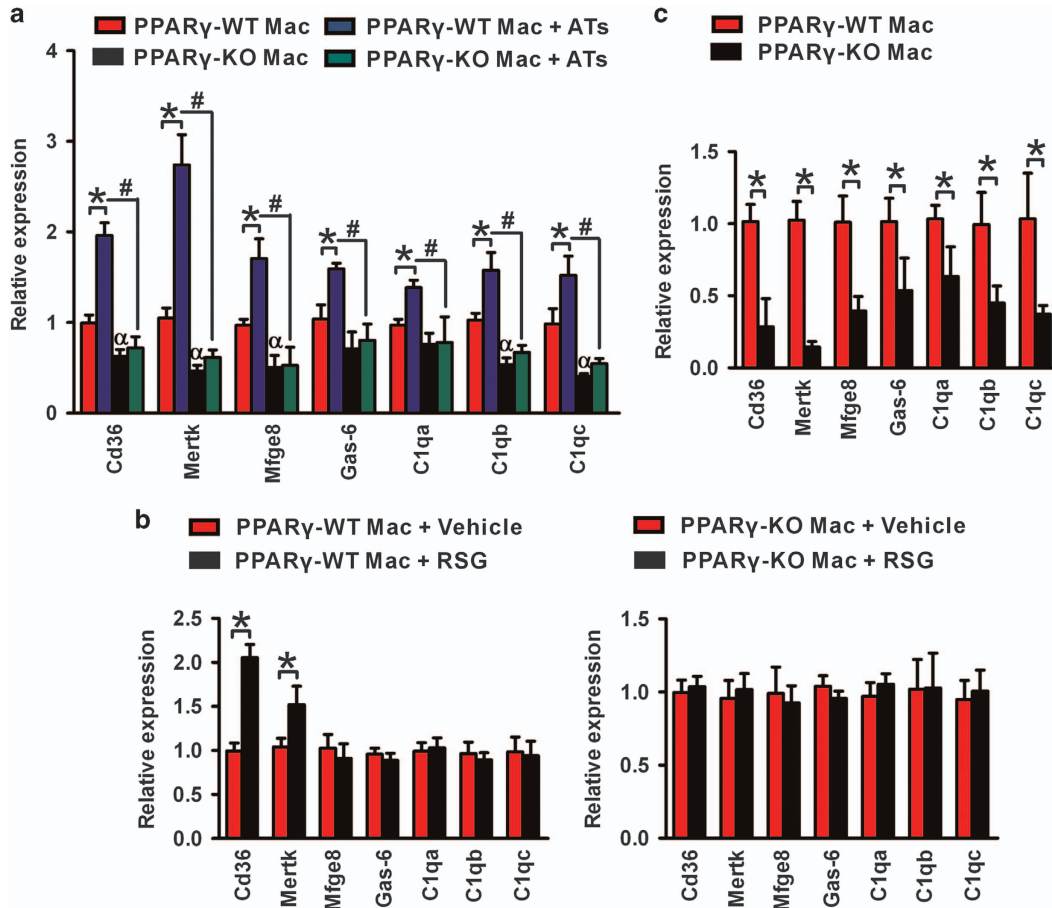 a
PPARγ-WT Mac PPARγ-WT Mac + ATs
PPARγ-KO Mac PPARγ-KO Mac + ATs
Relative expression
4
3
2
1
0
* #
* #
* #
* #
* #
* #
* #
α α α α α
Cd36 Mertk Mfge8 Gas-6 C1qa C1qb C1qc
c
PPARγ-WT Mac
PPARγ-KO Mac
Relative expression
1.5
1.0
0.5
0.0
* * * * * * *
Cd36 Mertk Mfge8 Gas-6 C1qa C1qb C1qc
b
PPARγ-WT Mac + Vehicle
PPARγ-WT Mac + RSG
Relative expression
2.5
2.0
1.5
1.0
0.5
0.0
* *
Cd36 Mertk Mfge8 Gas-6 C1qa C1qb C1qc
PPARγ-KO Mac + Vehicle
PPARγ-KO Mac + RSG
Relative expression
1.5
1.0
0.5
0.0
Cd36 Mertk Mfge8 Gas-6 C1qa C1qb C1qc